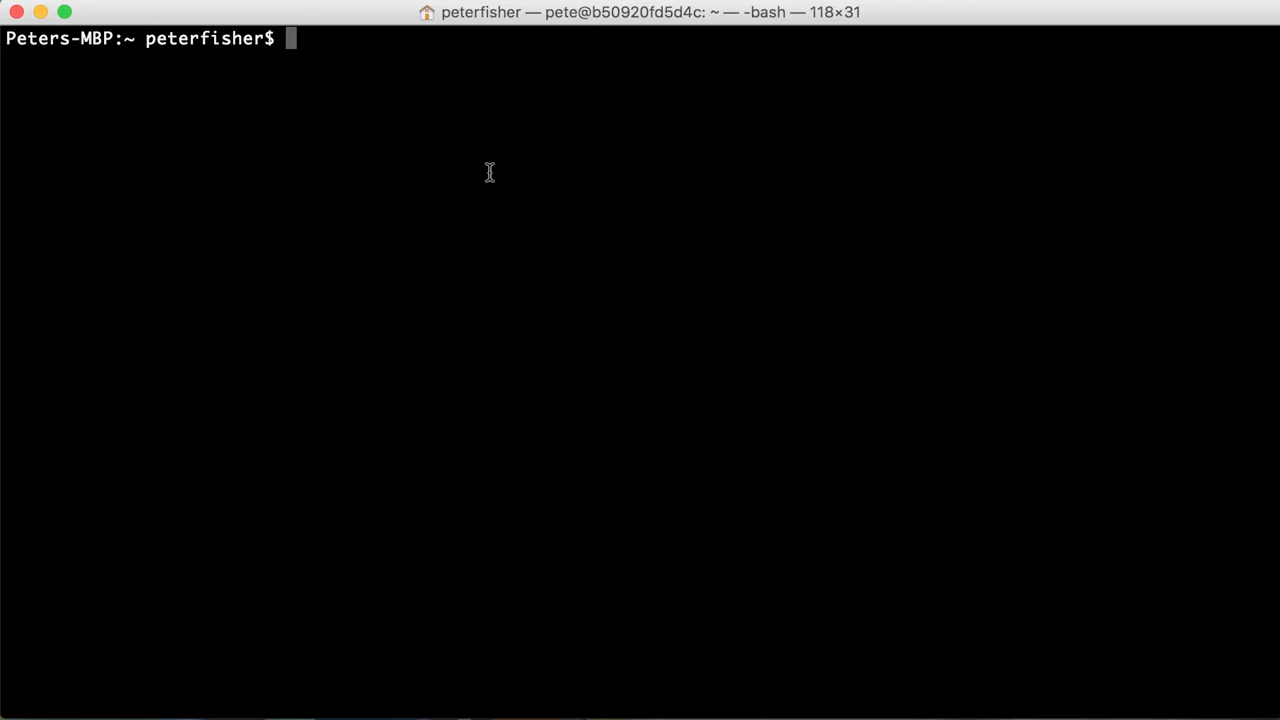 peterfisher — pete@b50920fd5d4c: ~ — -bash — 118×31
Peters-MBP:~ peterfisher$